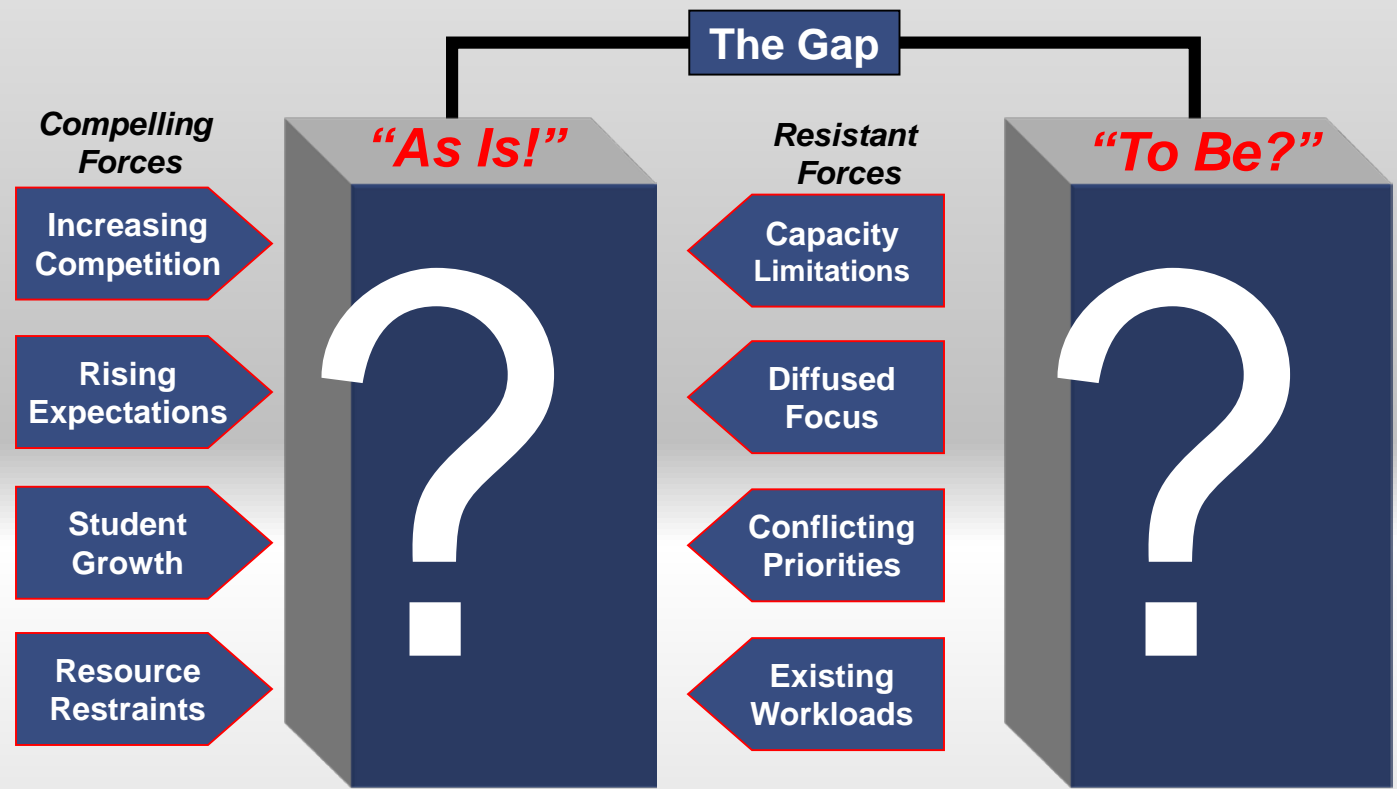 The Gap
Compelling
Forces
“As Is!”
Resistant
Forces
“To Be?”
Increasing
Competition
Rising
Expectations
Student
Growth
Resource
Restraints
?
Capacity
Limitations
Diffused
Focus
Conflicting
Priorities
Existing
Workloads
?